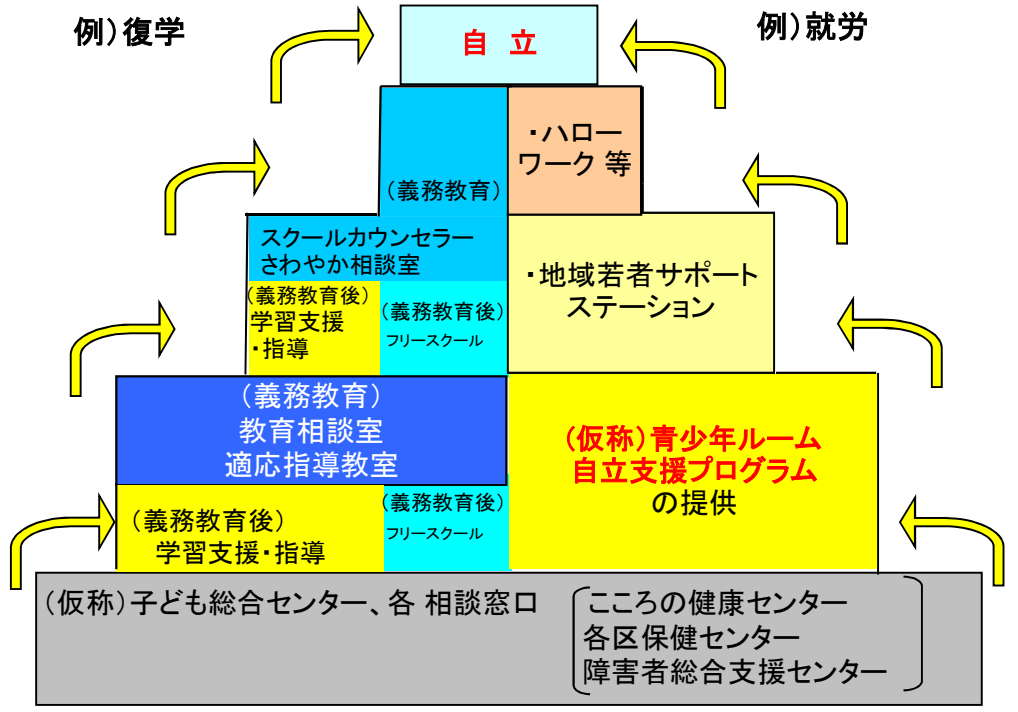 例）復学
例）就労
自 立
・ハロー
ワーク 等
（義務教育）
スクールカウンセラー
さわやか相談室
（義務教育後）
学習支援
・指導
（義務教育後）
フリースクール
・地域若者サポート
ステーション
（義務教育）
教育相談室
適応指導教室
（義務教育後）
学習支援・指導
（義務教育後）
フリースクール
（仮称）青少年ルーム
自立支援プログラム
の提供
（仮称）子ども総合センター、各 相談窓口
こころの健康センター
各区保健センター
障害者総合支援センター